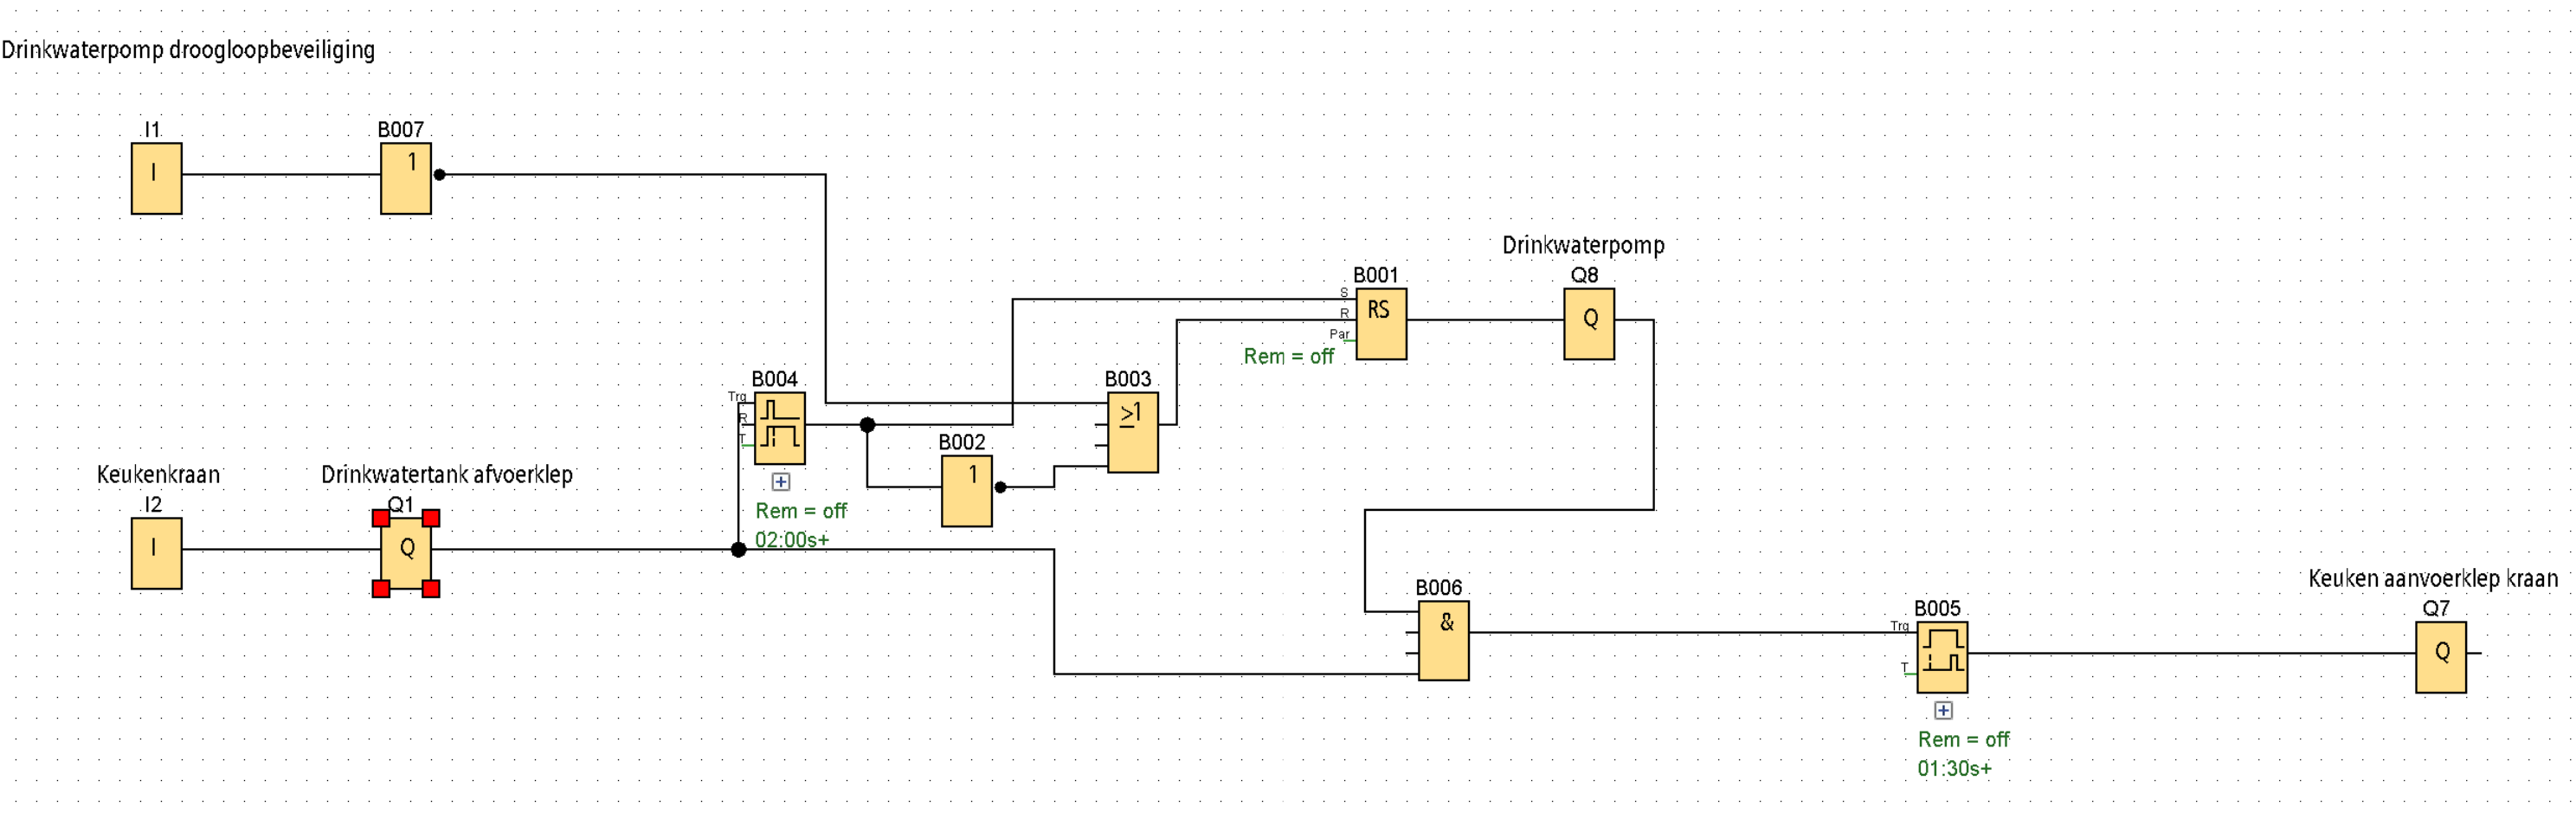 Drinkwaterpomp droogloopbeveiliging
I1
B007
I
1
Drinkwaterpomp
B001
Q8
S
R
Par
RS
Q
Rem = off
B004
B003
Trg
R
T
≥1
B002
1
Keukenkraan
Drinkwatertank afvoerklep
I2
Q1
I
Q
Rem = off
02:00s+
B006
&
Keuken aanvoerklep kraan
B005
Q7
Trg
T
Q
Rem = off
01:30s+